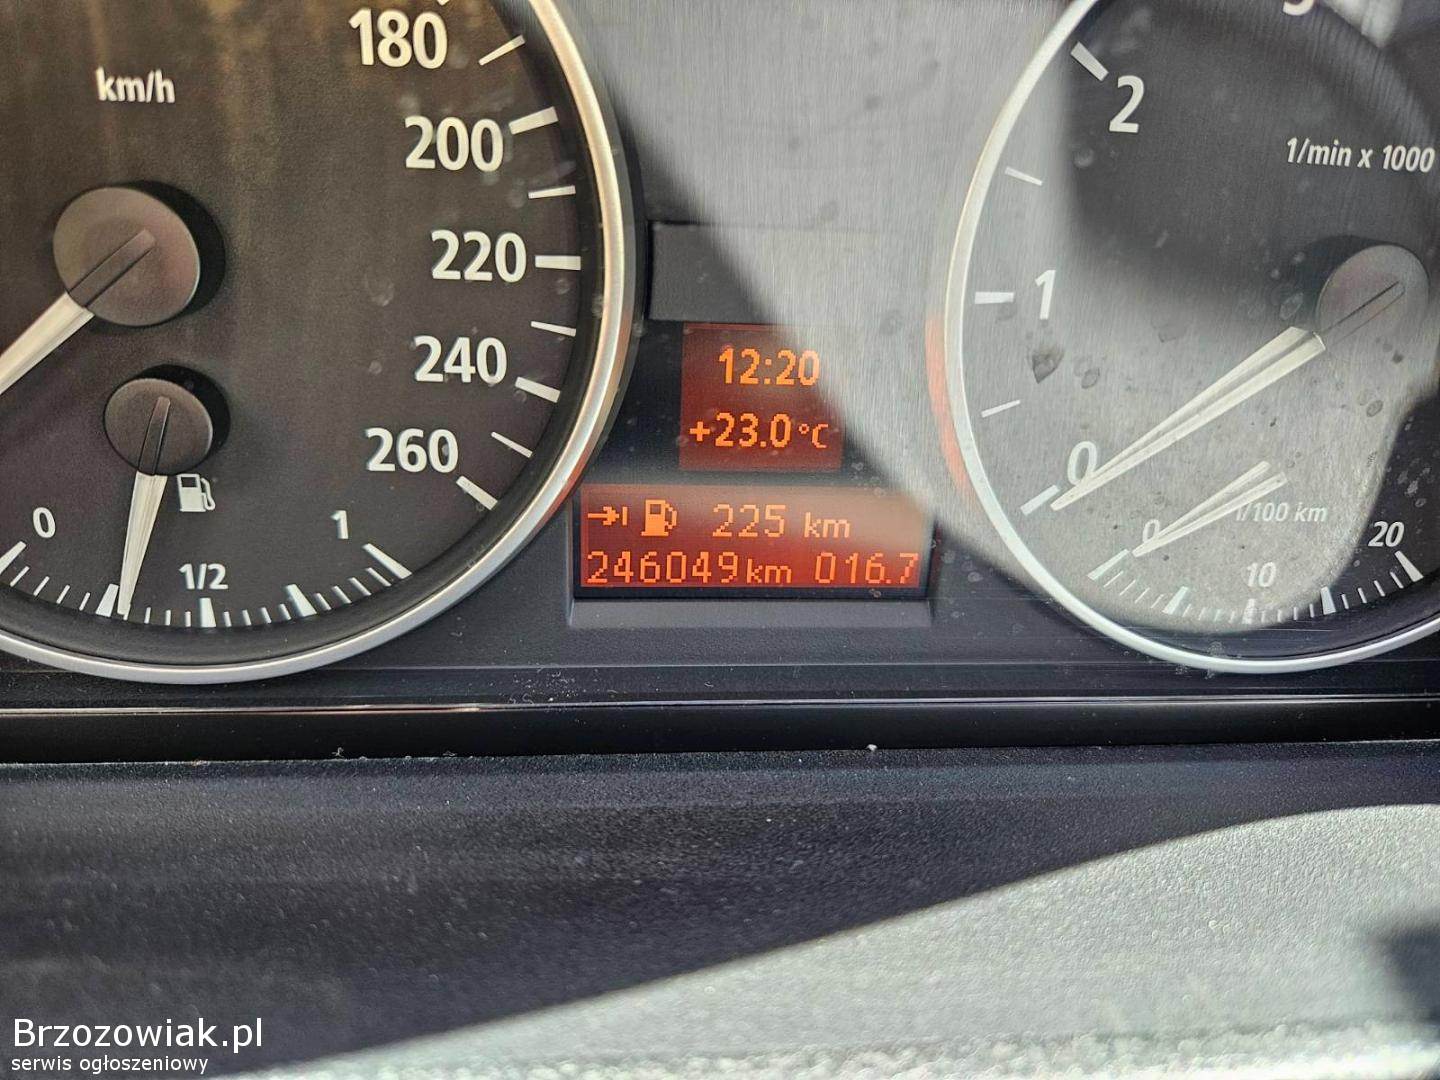 km/h
180
200
220
240
260
0
1/2
1
12:20
+23.0°C
225 km
246049km 016.7
2
1/min x 1000
1
0
0
l/100 km
10
20
Brzozowiak.pl
serwis ogłoszeniowy